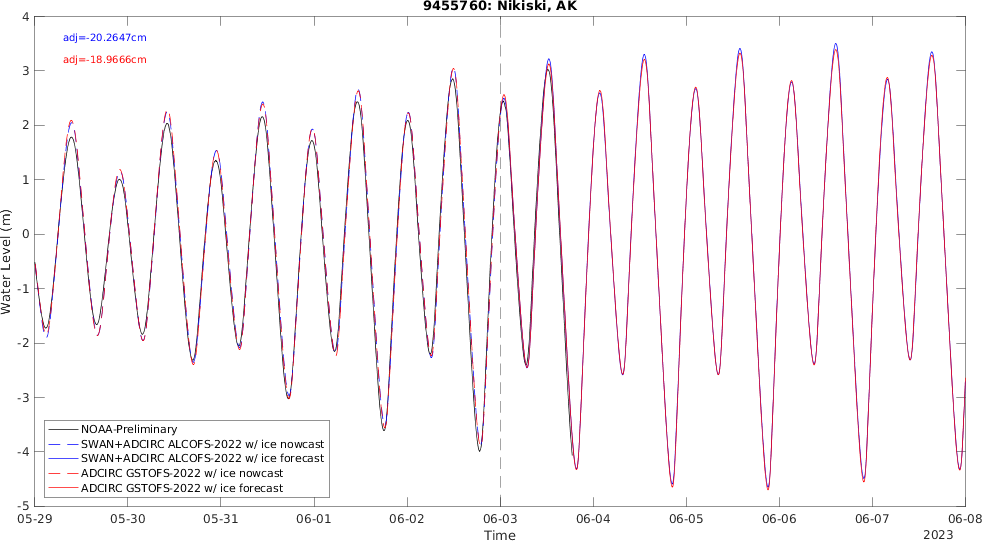 9455760: Nikiski, AK
adj=-20.2647cm
adj=-18.9666cm
4
3
2
1
0
-1
-2
-3
-4
-5
Water Level (m)
NOAA-Preliminary
SWAN+ADCIRC ALCOFS-2022 w/ ice nowcast
SWAN+ADCIRC ALCOFS-2022 w/ ice forecast
ADCIRC GSTOFS-2022 w/ ice nowcast
ADCIRC GSTOFS-2022 w/ ice forecast
05-29 05-30 05-31 06-01 06-02 06-03 06-04 06-05 06-06 06-07 06-08
Time
2023